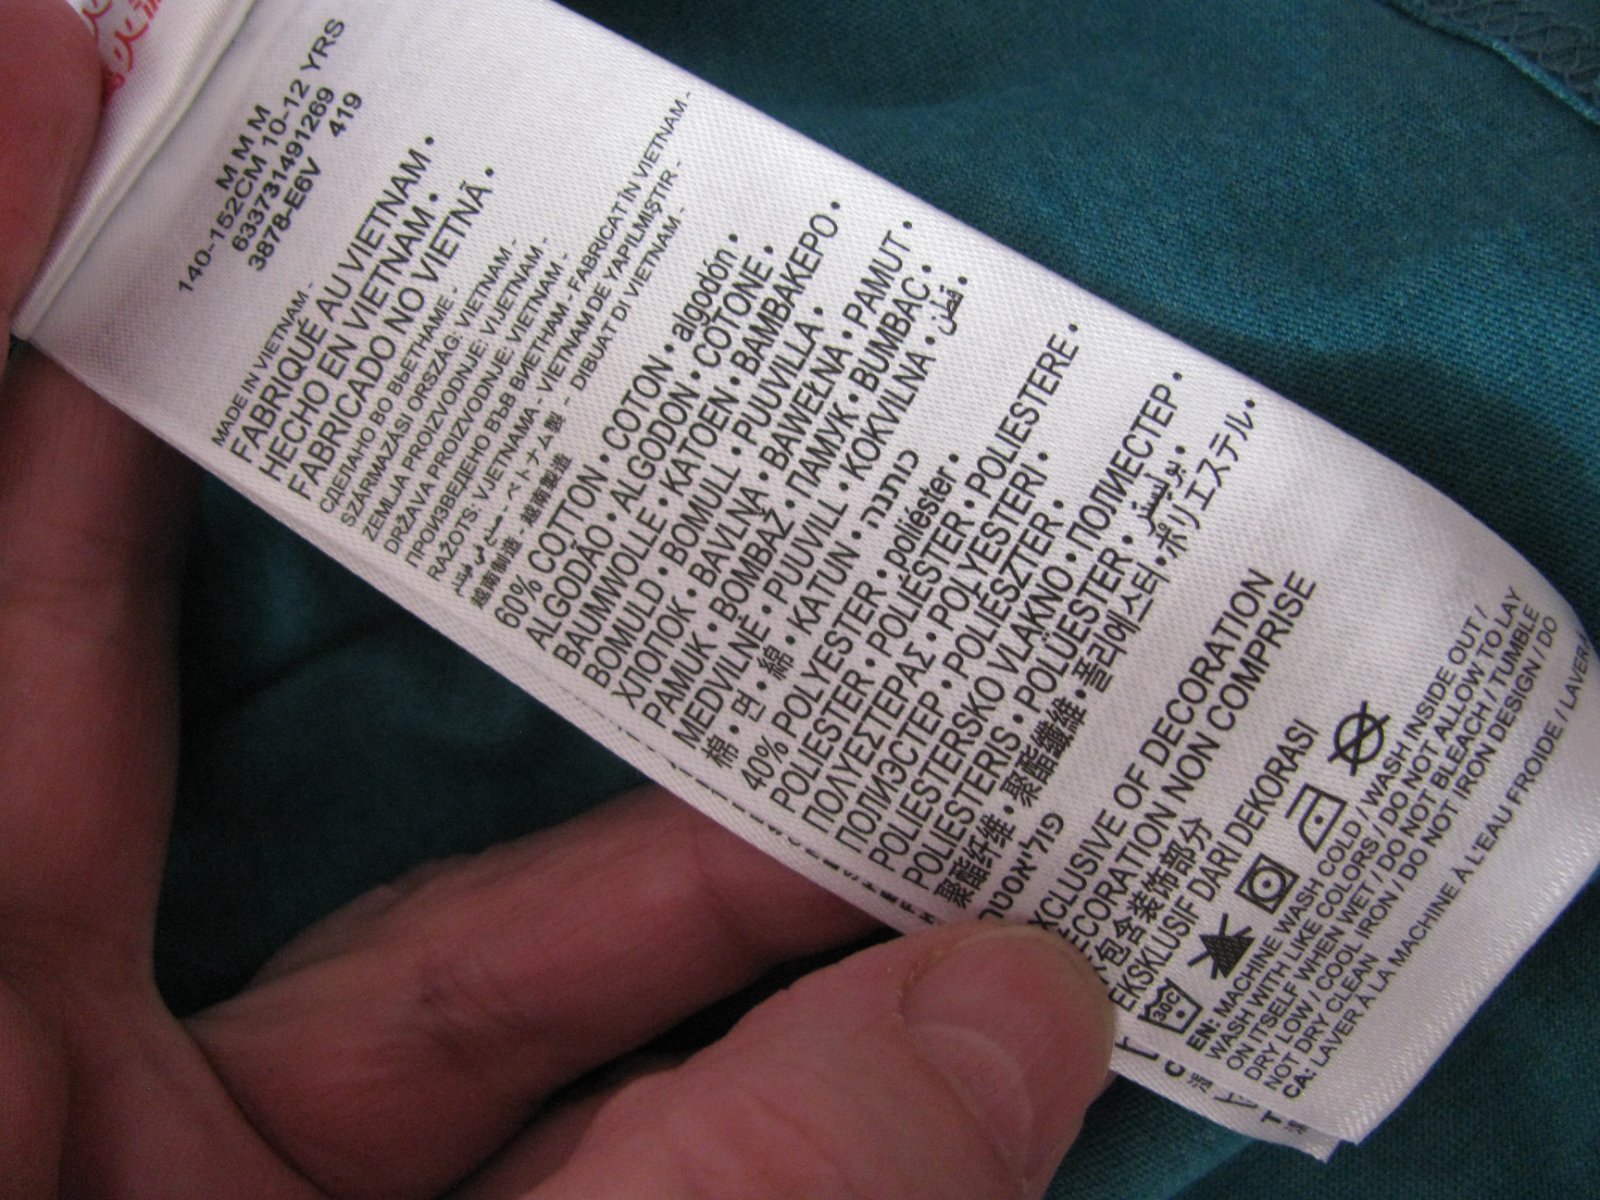 M M M
140-152CM 10-12 YRS
633731491269
3878-E6V 419
MADE IN VIETNAM -
FABRIQUÉ AU VIETNAM •
HECHO EN VIETNAM •
FABRICADO NO VIETNÃ •
СДЕЛАНО ВО ВЬЕТНАМЕ -
SZÁRMAZÁSI ORSZÁG: VIETNAM -
ZEMLJA PROIZVODNJE: VIJETNAM -
DRŽAVA PROIZVODNJE: VIETNAM -
ПРОИЗВЕДЕНО ВЪВ ВИЕТНАМ - FABRICAT ÎN VIETNAM -
RAŽOTS: VJETNAMA - VIETNAM'DE YAPILMIŞTIR -
صنع في فيتنام - ベトナム製 - DIBUAT DI VIETNAM -
越南制造 - 越南製造
60% COTTON • COTON • algodón •
ALGODÃO • ALGODON • COTONE •
BAUMWOLLE • KATOEN • ΒΑΜΒΑΚΕΡΟ •
BOMULD • BOMULL • PUUVILLA •
ХЛОПОК • BAVLNA • BAWEŁNA • PAMUT •
PAMUK • BOMBAŽ • ПАМУК • BUMBAC •
MEDVILNĖ • PUUVILL • KOKVILNA • قطن •
棉 • 면 • 綿 • KATUN • כותנה
40% POLYESTER • poliéster •
POLIESTER • POLIÉSTER • POLIESTERE •
ΠΟΛΥΕΣΤΕΡΑΣ • POLYESTERI •
ПОЛИЭСТЕР • POLIÉSZTER •
POLIESTERSKO VLAKNO • ПОЛИЕСТЕР •
POLIESTERIS • POLÜESTER • بوليستر •
聚酯纤维 • 聚酯纖維 • 폴리에스터 • ポリエステル •
פוליאסטר
EXCLUSIVE OF DECORATION
DECORATION NON COMPRISE
不包含装饰部分
EKSKLUSIF DARI DEKORASI
30C
EN: MACHINE WASH COLD / WASH INSIDE OUT /
WASH WITH LIKE COLORS / DO NOT ALLOW TO LAY
ON ITSELF WHEN WET / DO NOT BLEACH / TUMBLE
DRY LOW / COOL IRON / DO NOT IRON DESIGN / DO
NOT DRY CLEAN
CA: LAVER À LA MACHINE À L'EAU FROIDE / LAVER